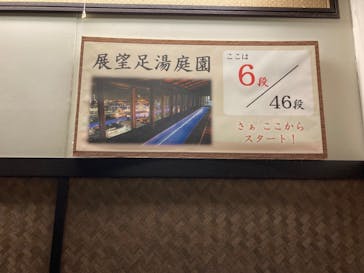 展望足湯庭園
ここは
6段
46段
さぁ ここから
スタート！